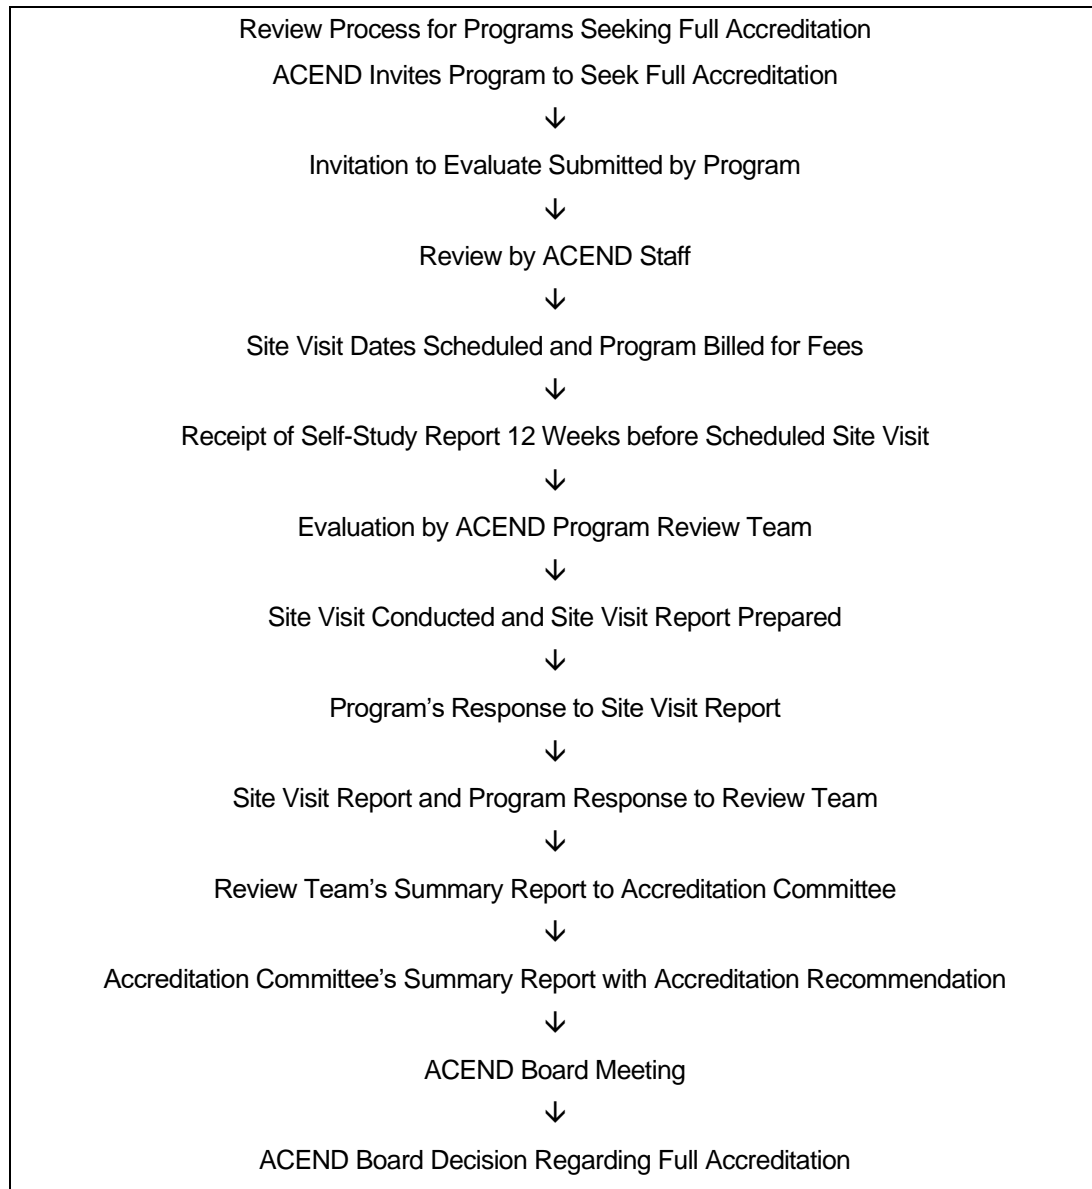 Review Process for Programs Seeking Full Accreditation
ACEND Invites Program to Seek Full Accreditation
↓
Invitation to Evaluate Submitted by Program
↓
Review by ACEND Staff
↓
Site Visit Dates Scheduled and Program Billed for Fees
↓
Receipt of Self-Study Report 12 Weeks before Scheduled Site Visit
↓
Evaluation by ACEND Program Review Team
↓
Site Visit Conducted and Site Visit Report Prepared
↓
Program’s Response to Site Visit Report
↓
Site Visit Report and Program Response to Review Team
↓
Review Team’s Summary Report to Accreditation Committee
↓
Accreditation Committee’s Summary Report with Accreditation Recommendation
↓
ACEND Board Meeting
↓
ACEND Board Decision Regarding Full Accreditation